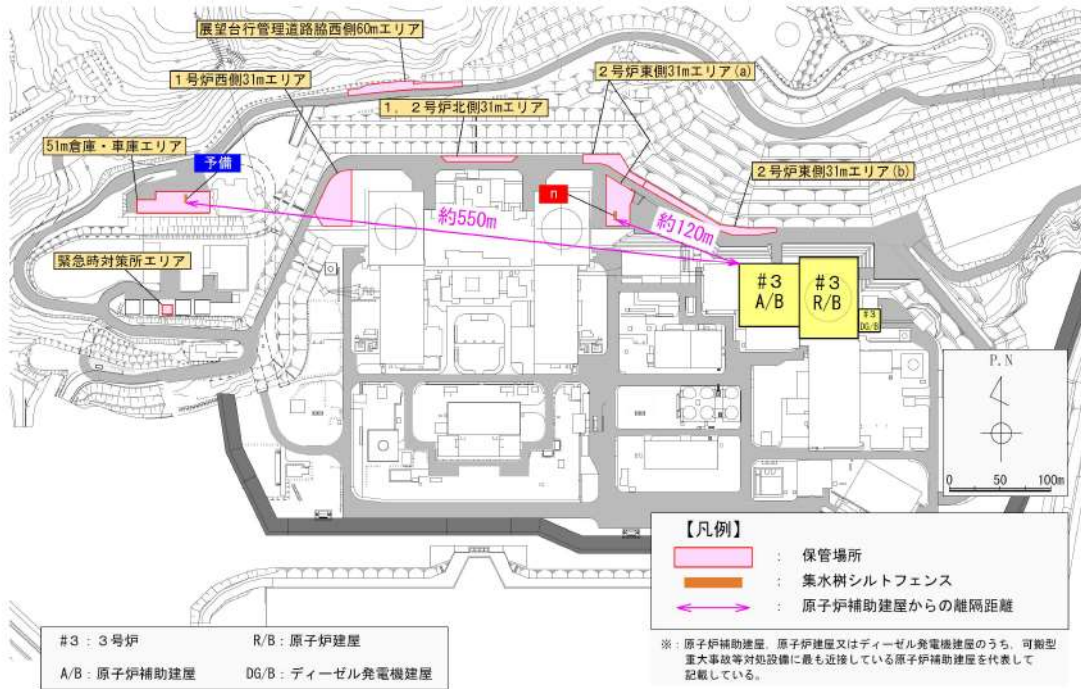 展望台行管理道路脇西側60mエリア
1号炉西側31mエリア
2号炉東側31mエリア(a)
1,2号炉北側31mエリア
51m倉庫・車庫エリア
予備
n
2号炉東側31mエリア(b)
約550m
約120m
緊急時対策所エリア
#3
A/B
#3
R/B
#3
DG/B
P.N
0 50 100m
【凡例】
: 保管場所
: 集水桝シルトフェンス
: 原子炉補助建屋からの離隔距離
#3:3号炉 R/B:原子炉建屋
A/B:原子炉補助建屋 DG/B:ディーゼル発電機建屋
※:原子炉補助建屋,原子炉建屋又はディーゼル発電機建屋のうち,可搬型
重大事故等対処設備に最も近接している原子炉補助建屋を代表して
記載している。